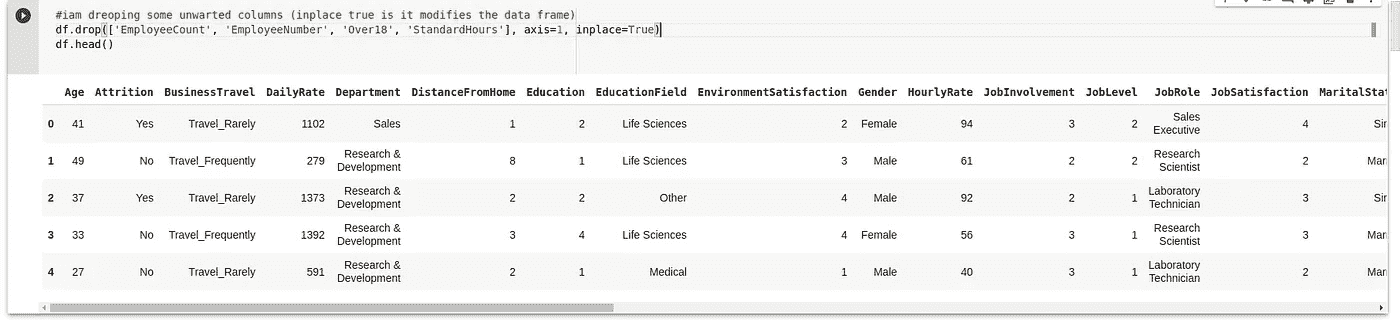 #iam dreoping some unwarted columns (inplace true is it modifies the data frame)
df.drop(['EmployeeCount', 'EmployeeNumber', 'Over18', 'StandardHours'], axis=1, inplace=True)
df.head()
Age Attrition BusinessTravel DailyRate Department DistanceFromHome Education EducationField EnvironmentSatisfaction Gender HourlyRate JobInvolvement JobLevel JobRole JobSatisfaction MaritalStat
0 41 Yes Travel_Rarely 1102 Sales 1 2 Life Sciences 2 Female 94 3 2 Sales Executive 4 Sir
1 49 No Travel_Frequently 279 Research & Development 8 1 Life Sciences 3 Male 61 2 2 Research Scientist 2 Mar
2 37 Yes Travel_Rarely 1373 Research & Development 2 2 Other 4 Male 92 2 1 Laboratory Technician 3 Sir
3 33 No Travel_Frequently 1392 Research & Development 3 4 Life Sciences 4 Female 56 3 1 Research Scientist 3 Mar
4 27 No Travel_Rarely 591 Research & Development 2 1 Medical 1 Male 40 3 1 Laboratory Technician 2 Mar